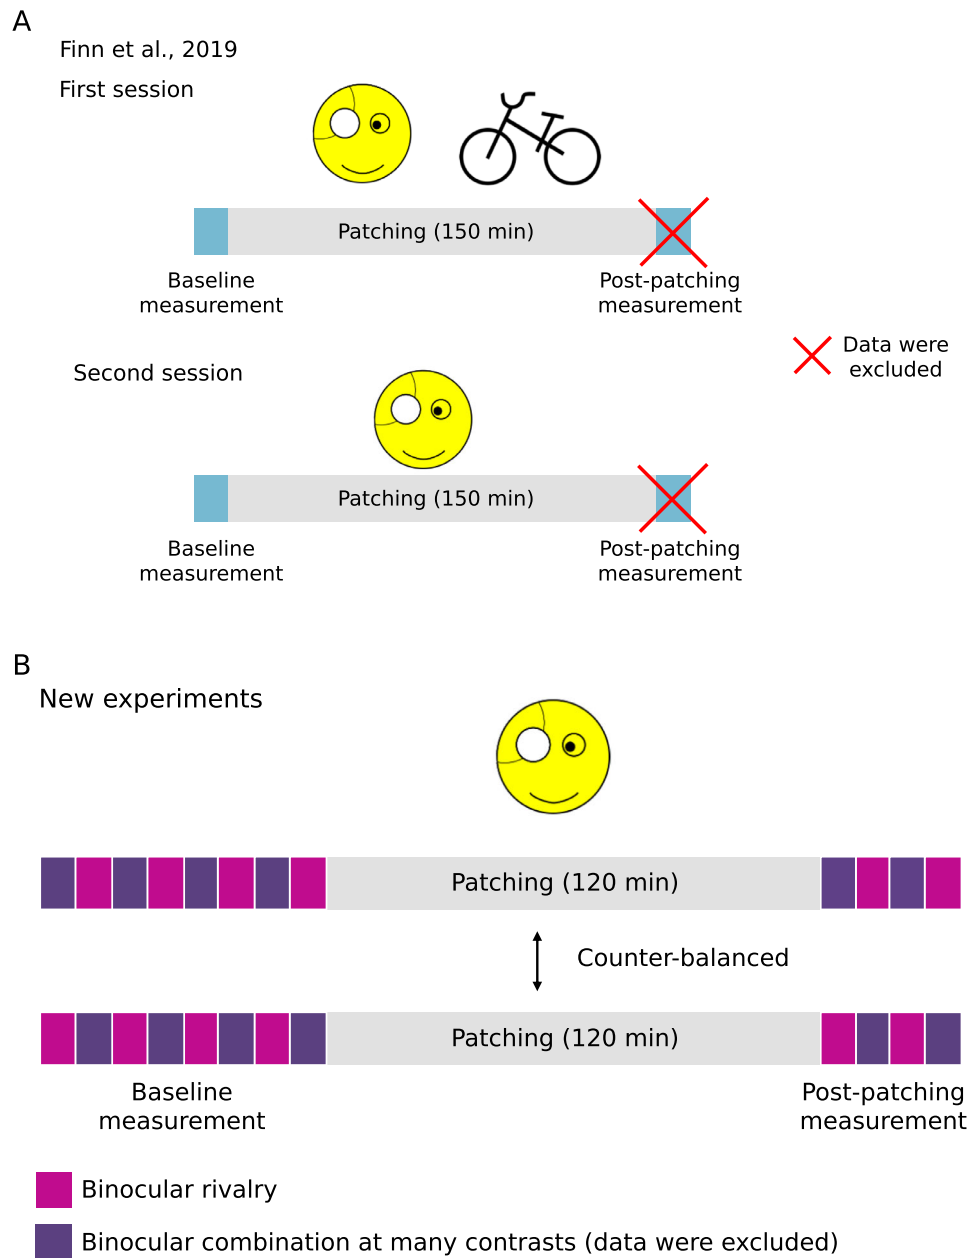 A
Finn et al., 2019
First session
Patching (150 min)
Baseline
measurement
Post-patching
measurement
Data were
excluded
Second session
Patching (150 min)
Baseline
measurement
Post-patching
measurement
B
New experiments
Patching (120 min)
Counter-balanced
Patching (120 min)
Baseline
measurement
Post-patching
measurement
Binocular rivalry
Binocular combination at many contrasts (data were excluded)